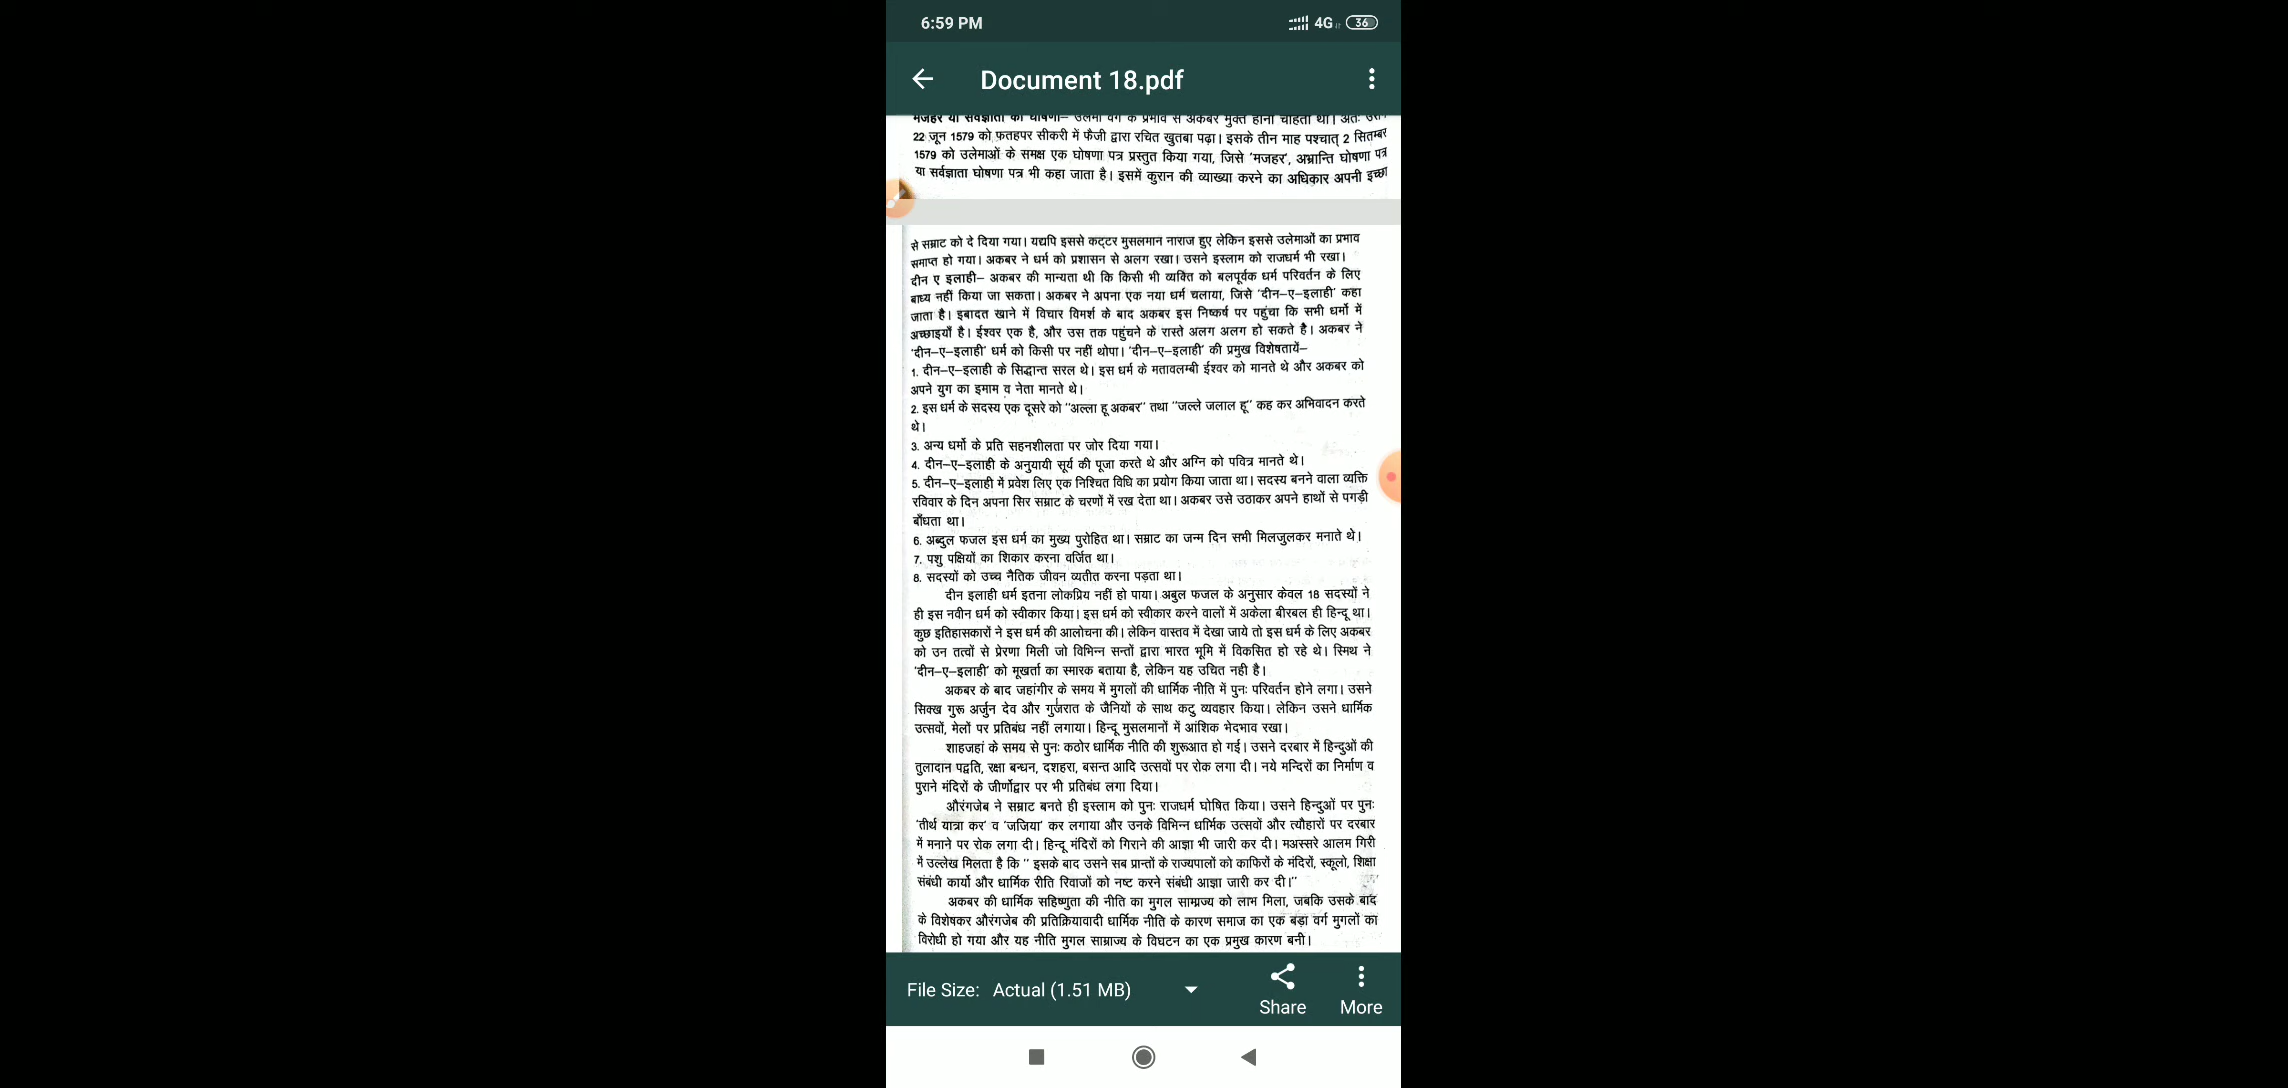 6:59 PM
4G 36
Document 18.pdf
मजहर या सर्वज्ञाता की घोषणा– उलेमा वर्ग के प्रभाव से अकबर मुक्त होना चाहता था। अतः उसने
22 जून 1579 को फतहपर सीकरी में फैजी द्वारा रचित खुतबा पढ़ा। इसके तीन माह पश्चात् 2 सितम्बर
1579 को उलेमाओं के समक्ष एक घोषणा पत्र प्रस्तुत किया गया, जिसे 'मजहर', अभ्रान्ति घोषणा पत्र
या सर्वज्ञाता घोषणा पत्र भी कहा जाता है। इसमें कुरान की व्याख्या करने का अधिकार अपनी इच्छा
से सम्राट को दे दिया गया। यद्यपि इससे कट्टर मुसलमान नाराज हुए लेकिन इससे उलेमाओं का प्रभाव
समाप्त हो गया। अकबर ने धर्म को प्रशासन से अलग रखा। उसने इस्लाम को राजधर्म भी रखा।
दीन ए इलाही– अकबर की मान्यता थी कि किसी भी व्यक्ति को बलपूर्वक धर्म परिवर्तन के लिए
बाध्य नहीं किया जा सकता। अकबर ने अपना एक नया धर्म चलाया, जिसे 'दीन–ए–इलाही' कहा
जाता है। इबादत खाने में विचार विमर्श के बाद अकबर इस निष्कर्ष पर पहुंचा कि सभी धर्मो में
अच्छाइयाँ है। ईश्वर एक है, और उस तक पहुंचने के रास्ते अलग अलग हो सकते है। अकबर ने
'दीन–ए–इलाही' धर्म को किसी पर नहीं थोपा। 'दीन–ए–इलाही' की प्रमुख विशेषतायें–
1. दीन–ए–इलाही के सिद्धान्त सरल थे। इस धर्म के मतावलम्बी ईश्वर को मानते थे और अकबर को
अपने युग का इमाम व नेता मानते थे।
2. इस धर्म के सदस्य एक दूसरे को "अल्ला हू अकबर" तथा "जल्ले जलाल हू" कह कर अभिवादन करते
थे।
3. अन्य धर्मो के प्रति सहनशीलता पर जोर दिया गया।
4. दीन–ए–इलाही के अनुयायी सूर्य की पूजा करते थे और अग्नि को पवित्र मानते थे।
5. दीन–ए–इलाही में प्रवेश लिए एक निश्चित विधि का प्रयोग किया जाता था। सदस्य बनने वाला व्यक्ति
रविवार के दिन अपना सिर सम्राट के चरणों में रख देता था। अकबर उसे उठाकर अपने हाथों से पगड़ी
बाँधता था।
6. अब्दुल फजल इस धर्म का मुख्य पुरोहित था। सम्राट का जन्म दिन सभी मिलजुलकर मनाते थे।
7. पशु पक्षियों का शिकार करना वर्जित था।
8. सदस्यों को उच्च नैतिक जीवन व्यतीत करना पड़ता था।
दीन इलाही धर्म इतना लोकप्रिय नहीं हो पाया। अबुल फजल के अनुसार केवल 18 सदस्यों ने
ही इस नवीन धर्म को स्वीकार किया। इस धर्म को स्वीकार करने वालों में अकेला बीरबल ही हिन्दू था।
कुछ इतिहासकारों ने इस धर्म की आलोचना की। लेकिन वास्तव में देखा जाये तो इस धर्म के लिए अकबर
को उन तत्वों से प्रेरणा मिली जो विभिन्न सन्तों द्वारा भारत भूमि में विकसित हो रहे थे। स्मिथ ने
'दीन–ए–इलाही' को मूखर्ता का स्मारक बताया है, लेकिन यह उचित नही है।
अकबर के बाद जहांगीर के समय में मुगलों की धार्मिक नीति में पुनः परिवर्तन होने लगा। उसने
सिक्ख गुरू अर्जुन देव और गुजरात के जैनियों के साथ कटु व्यवहार किया। लेकिन उसने धार्मिक
उत्सवों, मेलों पर प्रतिबंध नहीं लगाया। हिन्दू मुसलमानों में आंशिक भेदभाव रखा।
शाहजहां के समय से पुनः कठोर धार्मिक नीति की शुरूआत हो गई। उसने दरबार में हिन्दुओं की
तुलादान पद्वति, रक्षा बन्धन, दशहरा, बसन्त आदि उत्सवों पर रोक लगा दी। नये मन्दिरों का निर्माण व
पुराने मंदिरों के जीर्णोद्वार पर भी प्रतिबंध लगा दिया।
औरंगजेब ने सम्राट बनते ही इस्लाम को पुनः राजधर्म घोषित किया। उसने हिन्दुओं पर पुनः
'तीर्थ यात्रा कर' व 'जजिया' कर लगाया और उनके विभिन्न धार्मिक उत्सवों और त्यौहारों पर दरबार
में मनाने पर रोक लगा दी। हिन्दू मंदिरों को गिराने की आज्ञा भी जारी कर दी। मअस्सरे आलम गिरी
में उल्लेख मिलता है कि " इसके बाद उसने सब प्रान्तों के राज्यपालों को काफिरों के मंदिरों, स्कूलो, शिक्षा
संबंधी कार्यो और धार्मिक रीति रिवाजों को नष्ट करने संबंधी आज्ञा जारी कर दी।"
अकबर की धार्मिक सहिष्णुता की नीति का मुगल साम्राज्य को लाभ मिला, जबकि उसके बाद
के विशेषकर औरंगजेब की प्रतिक्रियावादी धार्मिक नीति के कारण समाज का एक बड़ा वर्ग मुगलों का
विरोधी हो गया और यह नीति मुगल साम्राज्य के विघटन का एक प्रमुख कारण बनी।
File Size: Actual (1.51 MB)
Share
More